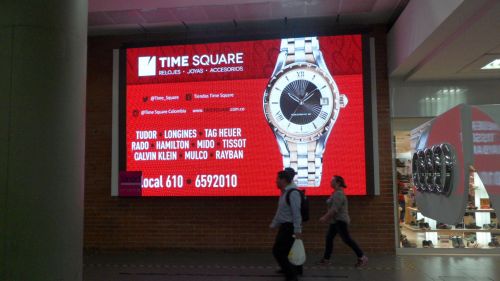 TIME SQUARE
RELOJES • JOYAS • ACCESORIOS
@Time_Square
Tiendas Time Square
@Time Square Colombia
TUDOR • LONGINES • TAG HEUER
RADO • HAMILTON • MIDO • TISSOT
CALVIN KLEIN • MULCO • RAYBAN
Local 610 • 6592010